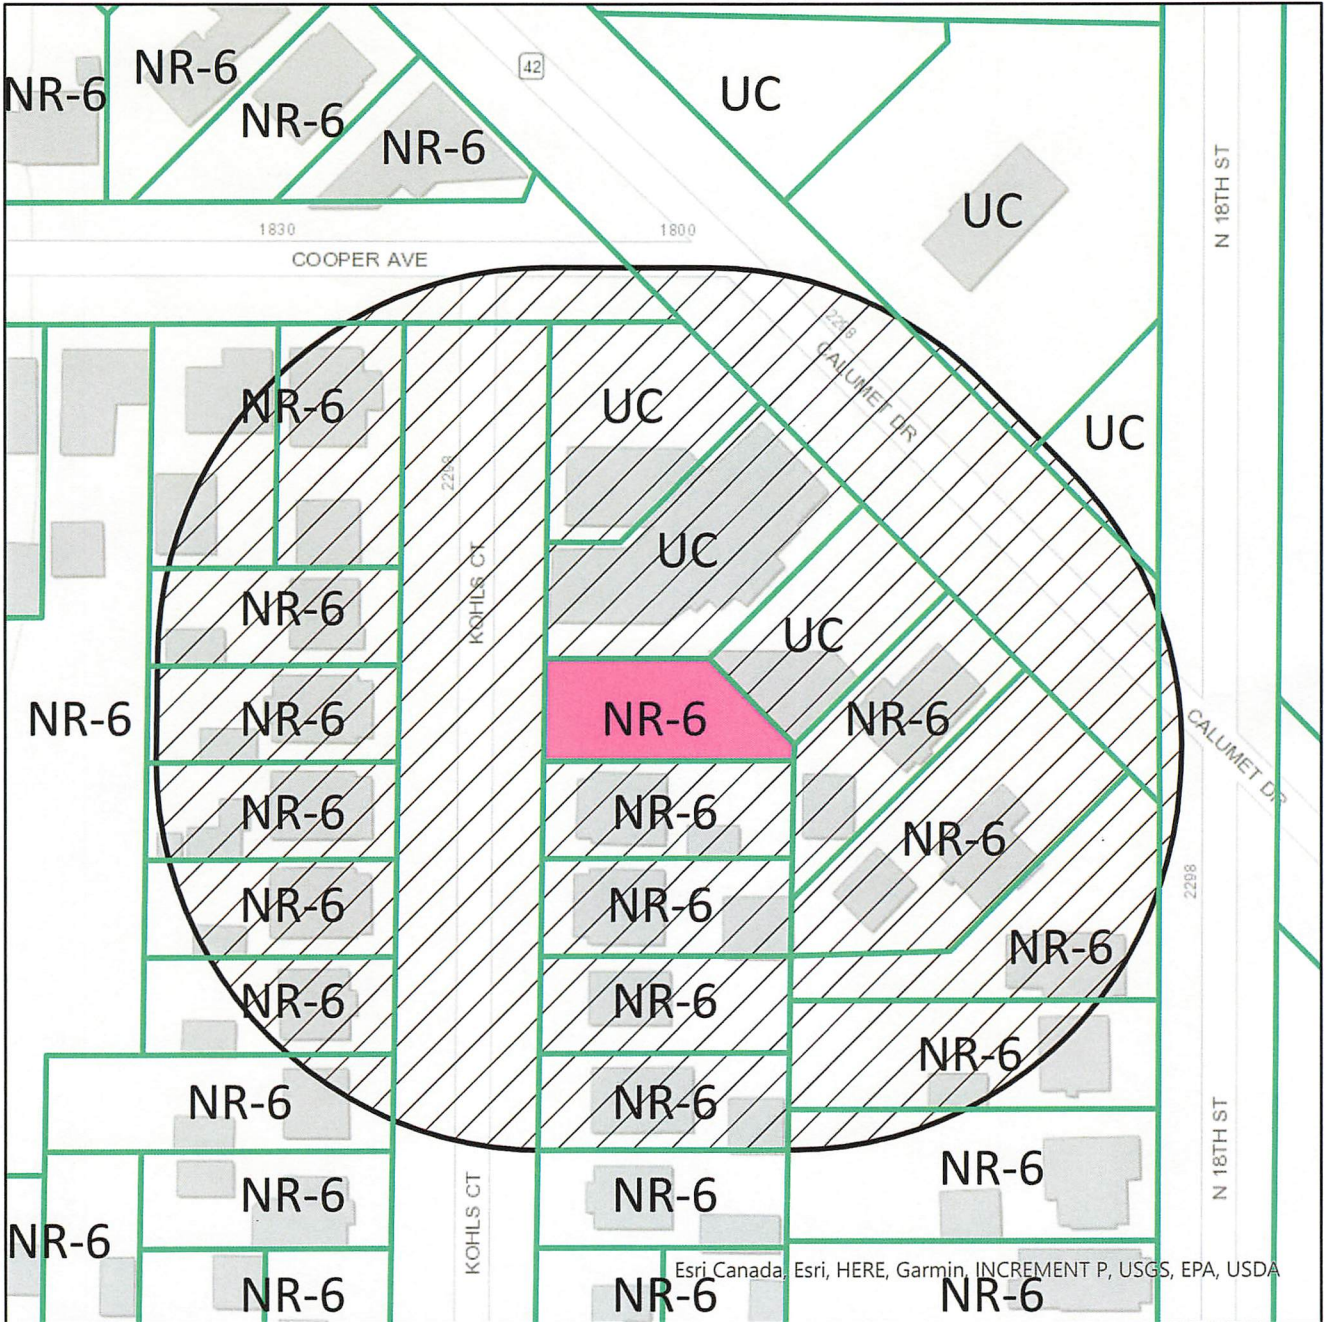 NR-6
NR-6
NR-6
NR-6
42
UC
UC
N 18TH ST
1830
1800
COOPER AVE
2298
CALUMET DR
NR-6
UC
UC
2298
KOHLS CT
UC
NR-6
UC
NR-6
NR-6
NR-6
NR-6
CALUMET DR
NR-6
NR-6
NR-6
2298
NR-6
NR-6
NR-6
NR-6
NR-6
NR-6
NR-6
NR-6
N 18TH ST
NR-6
KOHLS CT
NR-6
NR-6
NR-6
Esri Canada, Esri, HERE, Garmin, INCREMENT P, USGS, EPA, USDA
NR-6
NR-6
NR-6